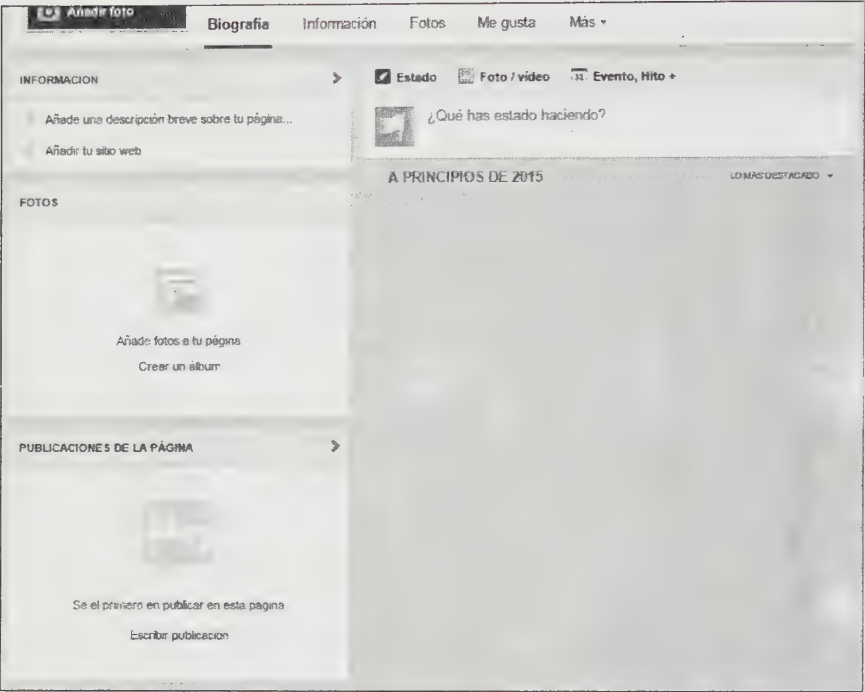 Añadir foto
Biografía Información Fotos Me gusta Más
INFORMACION
Añade una descripción breve sobre tu página...
Añadir tu sitio web
FOTOS
Añade fotos a tu página
Crear un álbum
PUBLICACIONES DE LA PÁGINA
Se el primero en publicar en esta pagina
Escribir publicacion
Estado Foto / vídeo 31 Evento, Hito +
¿Qué has estado haciendo?
A PRINCIPIOS DE 2015 LO MÁS DESTACADO